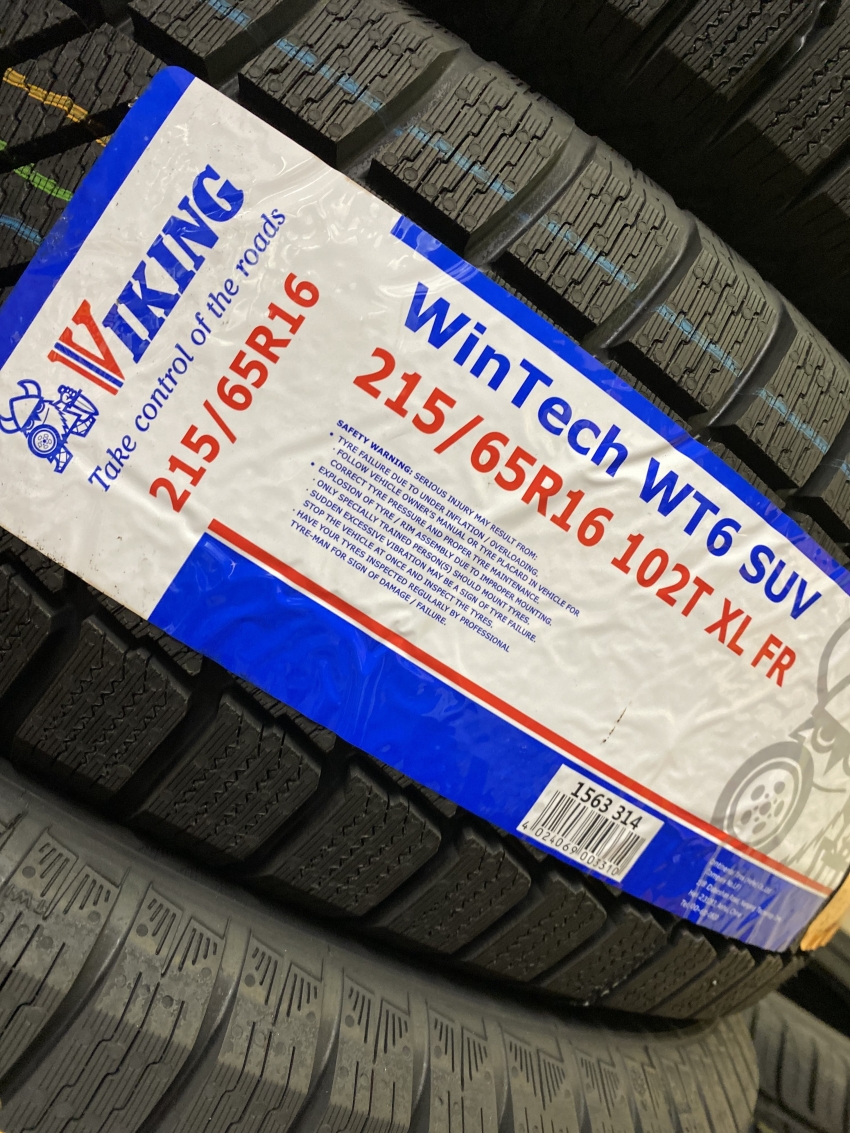 VIKING
Take control of the roads
215/65R16
WinTech WT6 SUV
215/65R16 102T XL FR
SAFETY WARNING: SERIOUS INJURY MAY RESULT FROM:
• TYRE FAILURE DUE TO UNDER INFLATION / OVERLOADING.
- FOLLOW VEHICLE OWNER'S MANUAL OR TYRE PLACARD IN VEHICLE FOR
CORRECT TYRE PRESSURE AND PROPER TYRE MAINTENANCE.
• EXPLOSION OF TYRE / RIM ASSEMBLY DUE TO IMPROPER MOUNTING.
- ONLY SPECIALLY TRAINED PERSON(S) SHOULD MOUNT TYRES.
- SUDDEN EXCESSIVE VIBRATION MAY BE A SIGN OF TYRE FAILURE.
STOP THE VEHICLE AT ONCE AND INSPECT THE TYRES.
- HAVE YOUR TYRES INSPECTED REGULARLY BY PROFESSIONAL
TYRE-MAN FOR SIGN OF DAMAGE / FAILURE.
1563 314
4 024069 003310
TWI